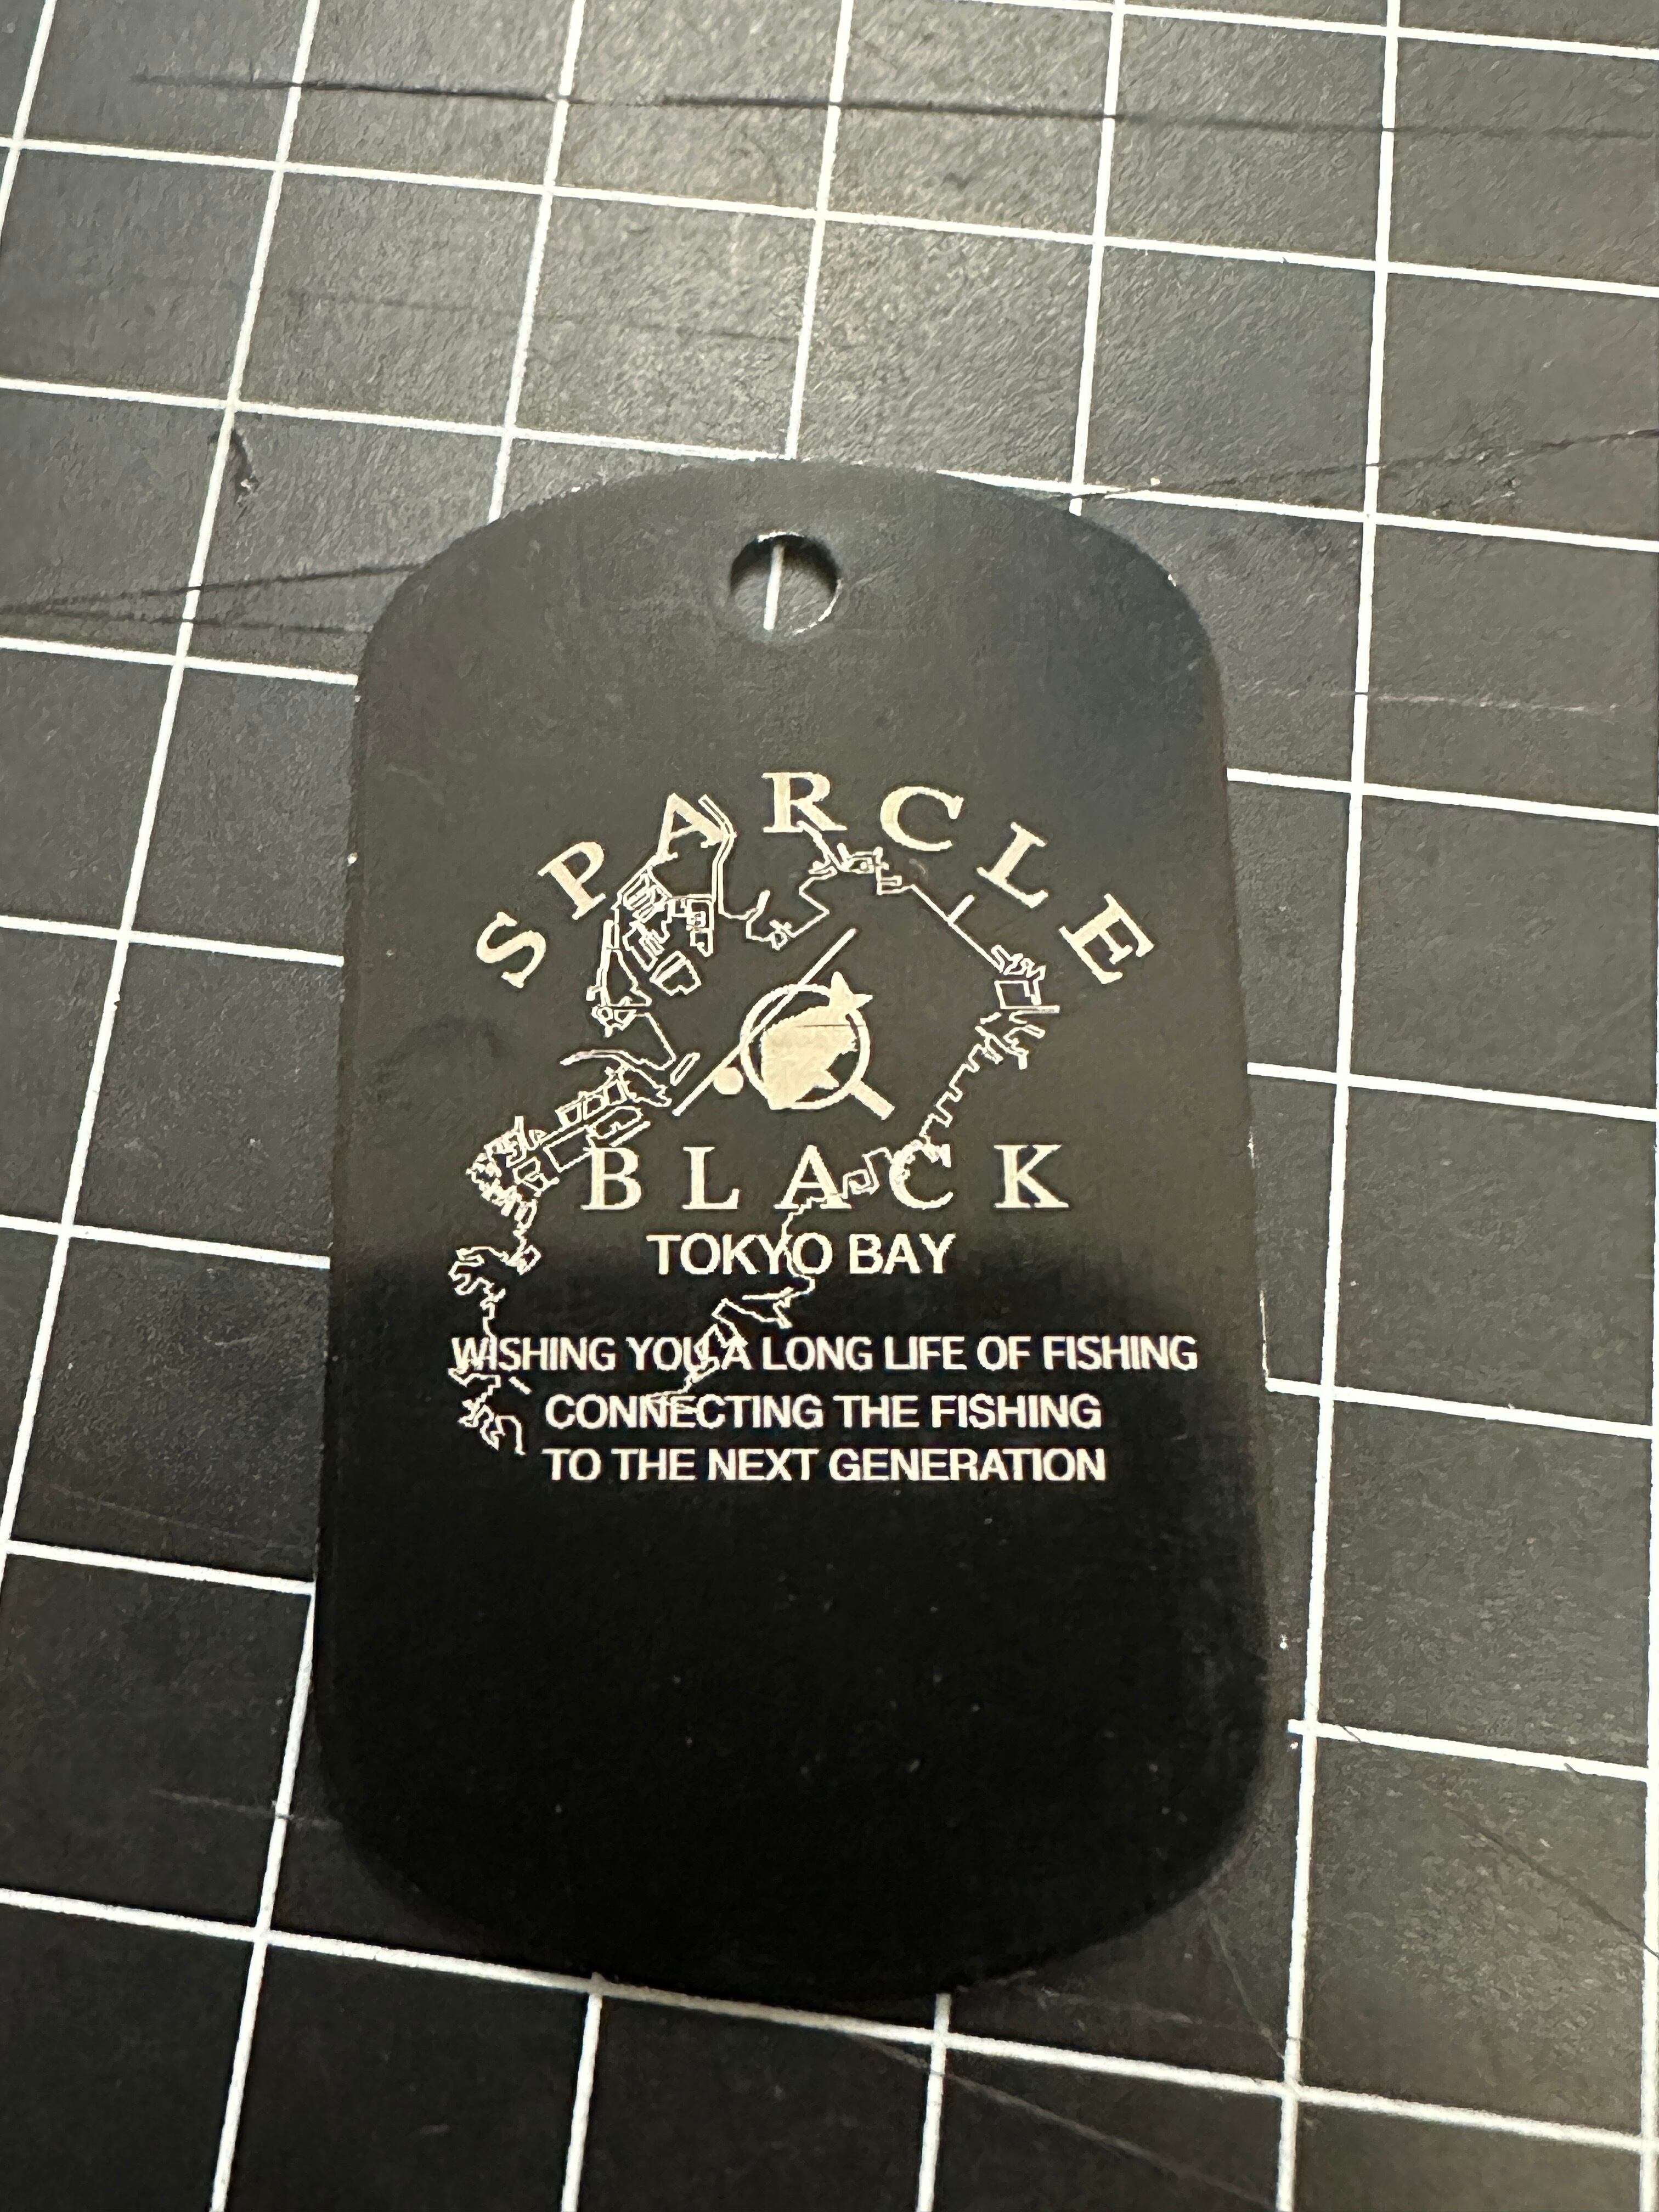 SPARCLE
BLACK
TOKYO BAY
WISHING YOU A LONG LIFE OF FISHING
CONNECTING THE FISHING
TO THE NEXT GENERATION